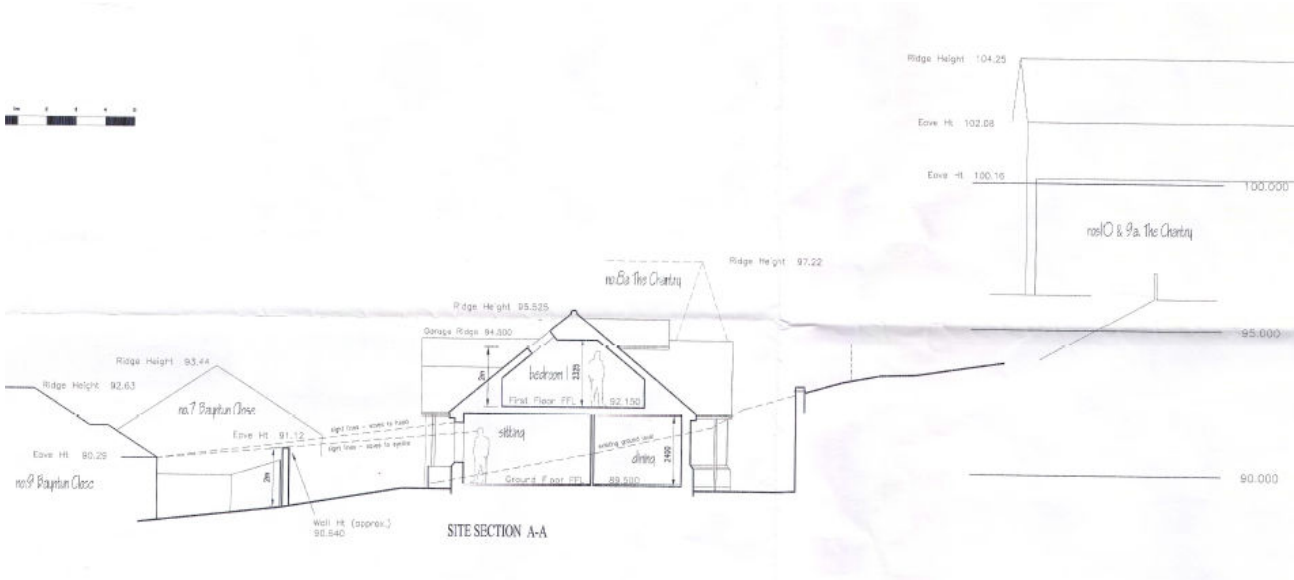 Ridge Height 104.25
Eave Ht 102.08
Eave Ht 100.16
100.000
nos10 & 9a The Chantry
Ridge Height 97.22
no.8a The Chantry
Ridge Height 95.525
95.000
Garage Ridge 94.500
Ridge Height 93.44
Ridge Height 92.63
no.7 Bayntun Close
bedroom 1
2m
2325
First Floor FFL 92.150
Eave Ht 91.12
sight lines - eaves to head
sight lines - eaves to eyeline
sitting
existing ground level
dining
2400
Eave Ht 90.29
no.9 Bayntun Close
2m
Ground Floor FFL 89.500
90.000
Wall Ht (approx.)
90.640
SITE SECTION A-A